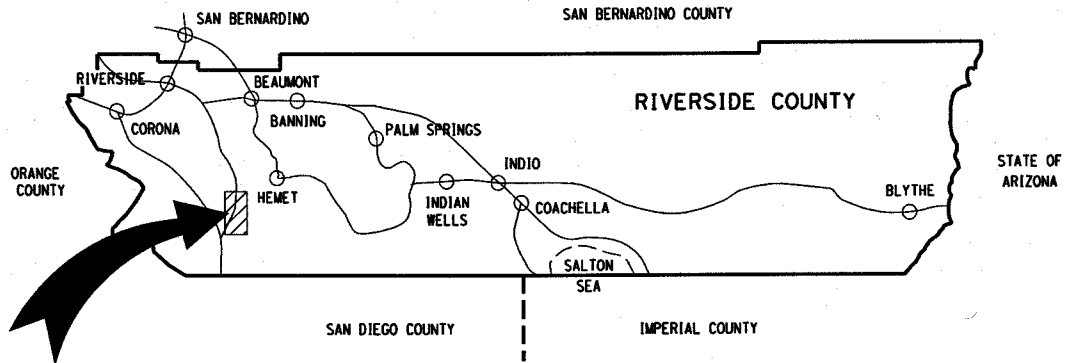 SAN BERNARDINO
SAN BERNARDINO COUNTY
RIVERSIDE
BEAUMONT
RIVERSIDE COUNTY
CORONA
BANNING
PALM SPRINGS
ORANGE
COUNTY
HEMET
INDIO
STATE OF
ARIZONA
INDIAN
WELLS
COACHELLA
BLYTHE
SALTON
SEA
SAN DIEGO COUNTY
IMPERIAL COUNTY